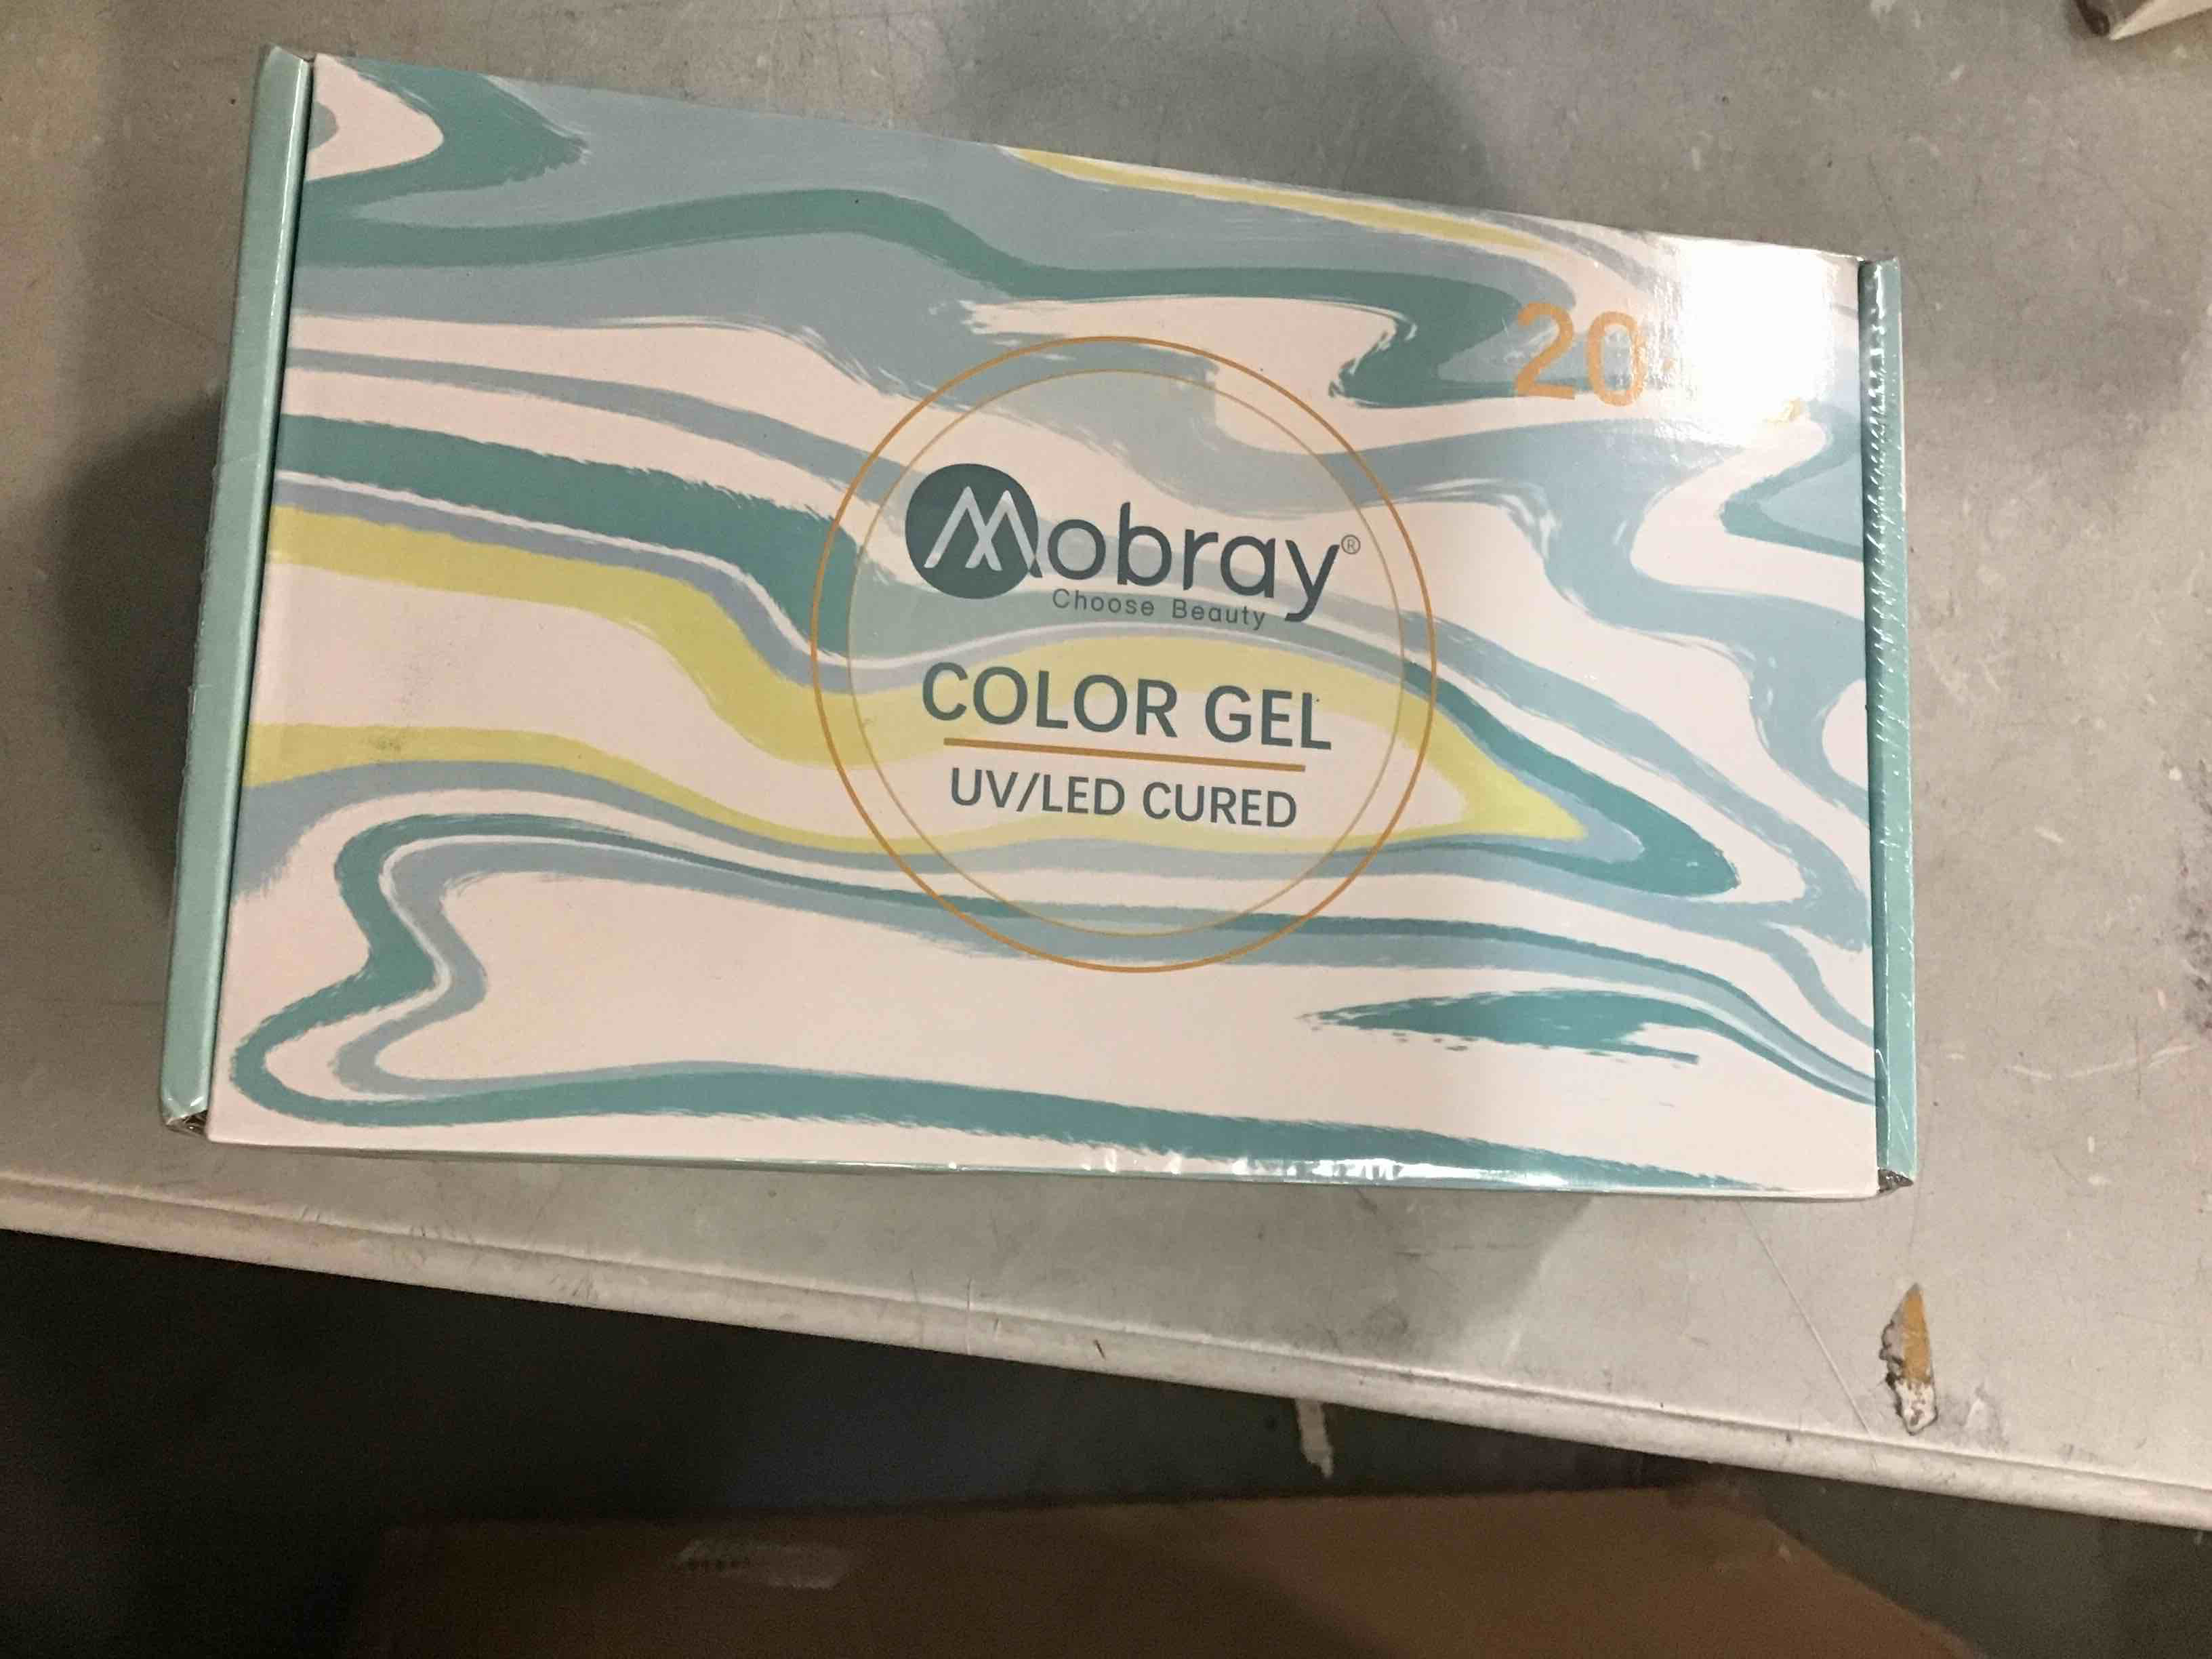 20
Mobray®
Choose Beauty
COLOR GEL
UV/LED CURED